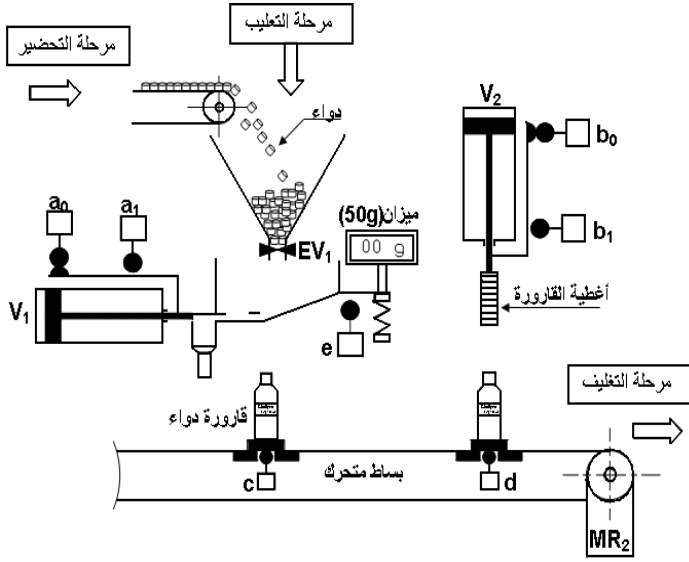 مرحلة التعليب
مرحلة التحضير
دواء
V2
b0
b1
أغطية القارورة
a0
a1
ميزان(50g)
00 g
EV1
V1
e
مرحلة التغليف
قارورة دواء
بساط متحرك
c
d
MR2